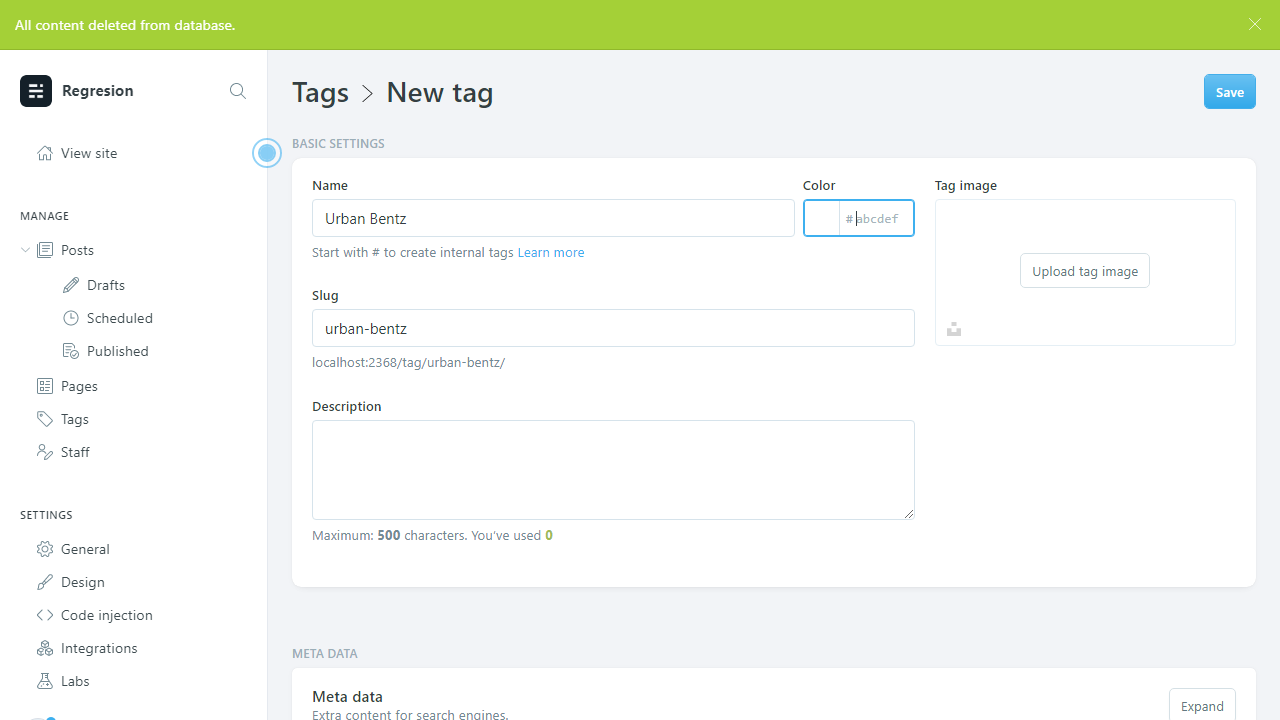 All content deleted from database.
Regresion
View site
MANAGE
Posts
Drafts
Scheduled
Published
Pages
Tags
Staff
SETTINGS
General
Design
Code injection
Integrations
Labs
Tags > New tag
Save
BASIC SETTINGS
Name
Urban Bentz
Start with # to create internal tags Learn more
Color
# abcdef
Tag image
Upload tag image
Slug
urban-bentz
localhost:2368/tag/urban-bentz/
Description
Maximum: 500 characters. You've used 0
META DATA
Meta data
Extra content for search engines.
Expand